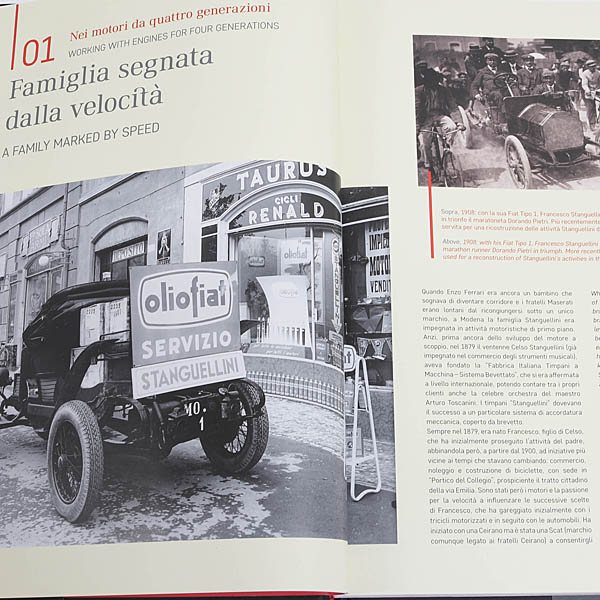 01
Nei motori da quattro generazioni
WORKING WITH ENGINES FOR FOUR GENERATIONS
Famiglia segnata
dalla velocità
A FAMILY MARKED BY SPEED
TAURUS
CICLI
RENALD
oliofiat
SERVIZIO
STANGUELLINI
MO.
1
MOTOR
Sopra, 1908: con la sua Fiat Tipo 1, Francesco Stanguellini
in trionfo il maratoneta Dorando Pietri. Più recentemente
servita per una ricostruzione delle attività Stanguellini
Above, 1908: with his Fiat Tipo 1, Francesco Stanguellini
marathon runner Dorando Pietri in triumph. More recently
used for a reconstruction of Stanguellini's activities in the
Quando Enzo Ferrari era ancora un bambino che
sognava di diventare corridore e i fratelli Maserati
erano lontani dal ricongiungersi sotto un unico
marchio, a Modena la famiglia Stanguellini era
impegnata in attività motoristiche di primo piano.
Anzi, prima ancora dello sviluppo del motore a
scoppio, nel 1879 il ventenne Celso Stanguellini (già
impegnato nel commercio degli strumenti musicali),
aveva fondato la "Fabbrica Italiana Timpani a
Macchina – Sistema Brevettato", che si era affermata
a livello internazionale, potendo contare tra i propri
clienti anche la celebre orchestra del maestro
Arturo Toscanini. I timpani "Stanguellini" dovevano
il successo a un particolare sistema di accordatura
meccanica, coperto da brevetto.
Sempre nel 1879, era nato Francesco, figlio di Celso,
che ha inizialmente proseguito l'attività del padre,
abbinandola però, a partire dal 1900, ad iniziative più
vicine ai tempi che stavano cambiando: commercio,
noleggio e costruzione di biciclette, con sede in
"Portico del Collegio", prospiciente il tratto cittadino
della via Emilia. Sono stati però i motori e la passione
per la velocità a influenzare le successive scelte
di Francesco, che ha gareggiato inizialmente con i
tricicli motorizzati e in seguito con le automobili. Ha
iniziato con una Ceirano ma è stata una Scat (marchio
comunque legato ai fratelli Ceirano) a consentirgli